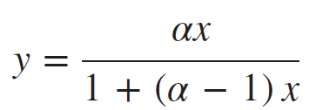 y = αx / (1 + (α − 1) x)